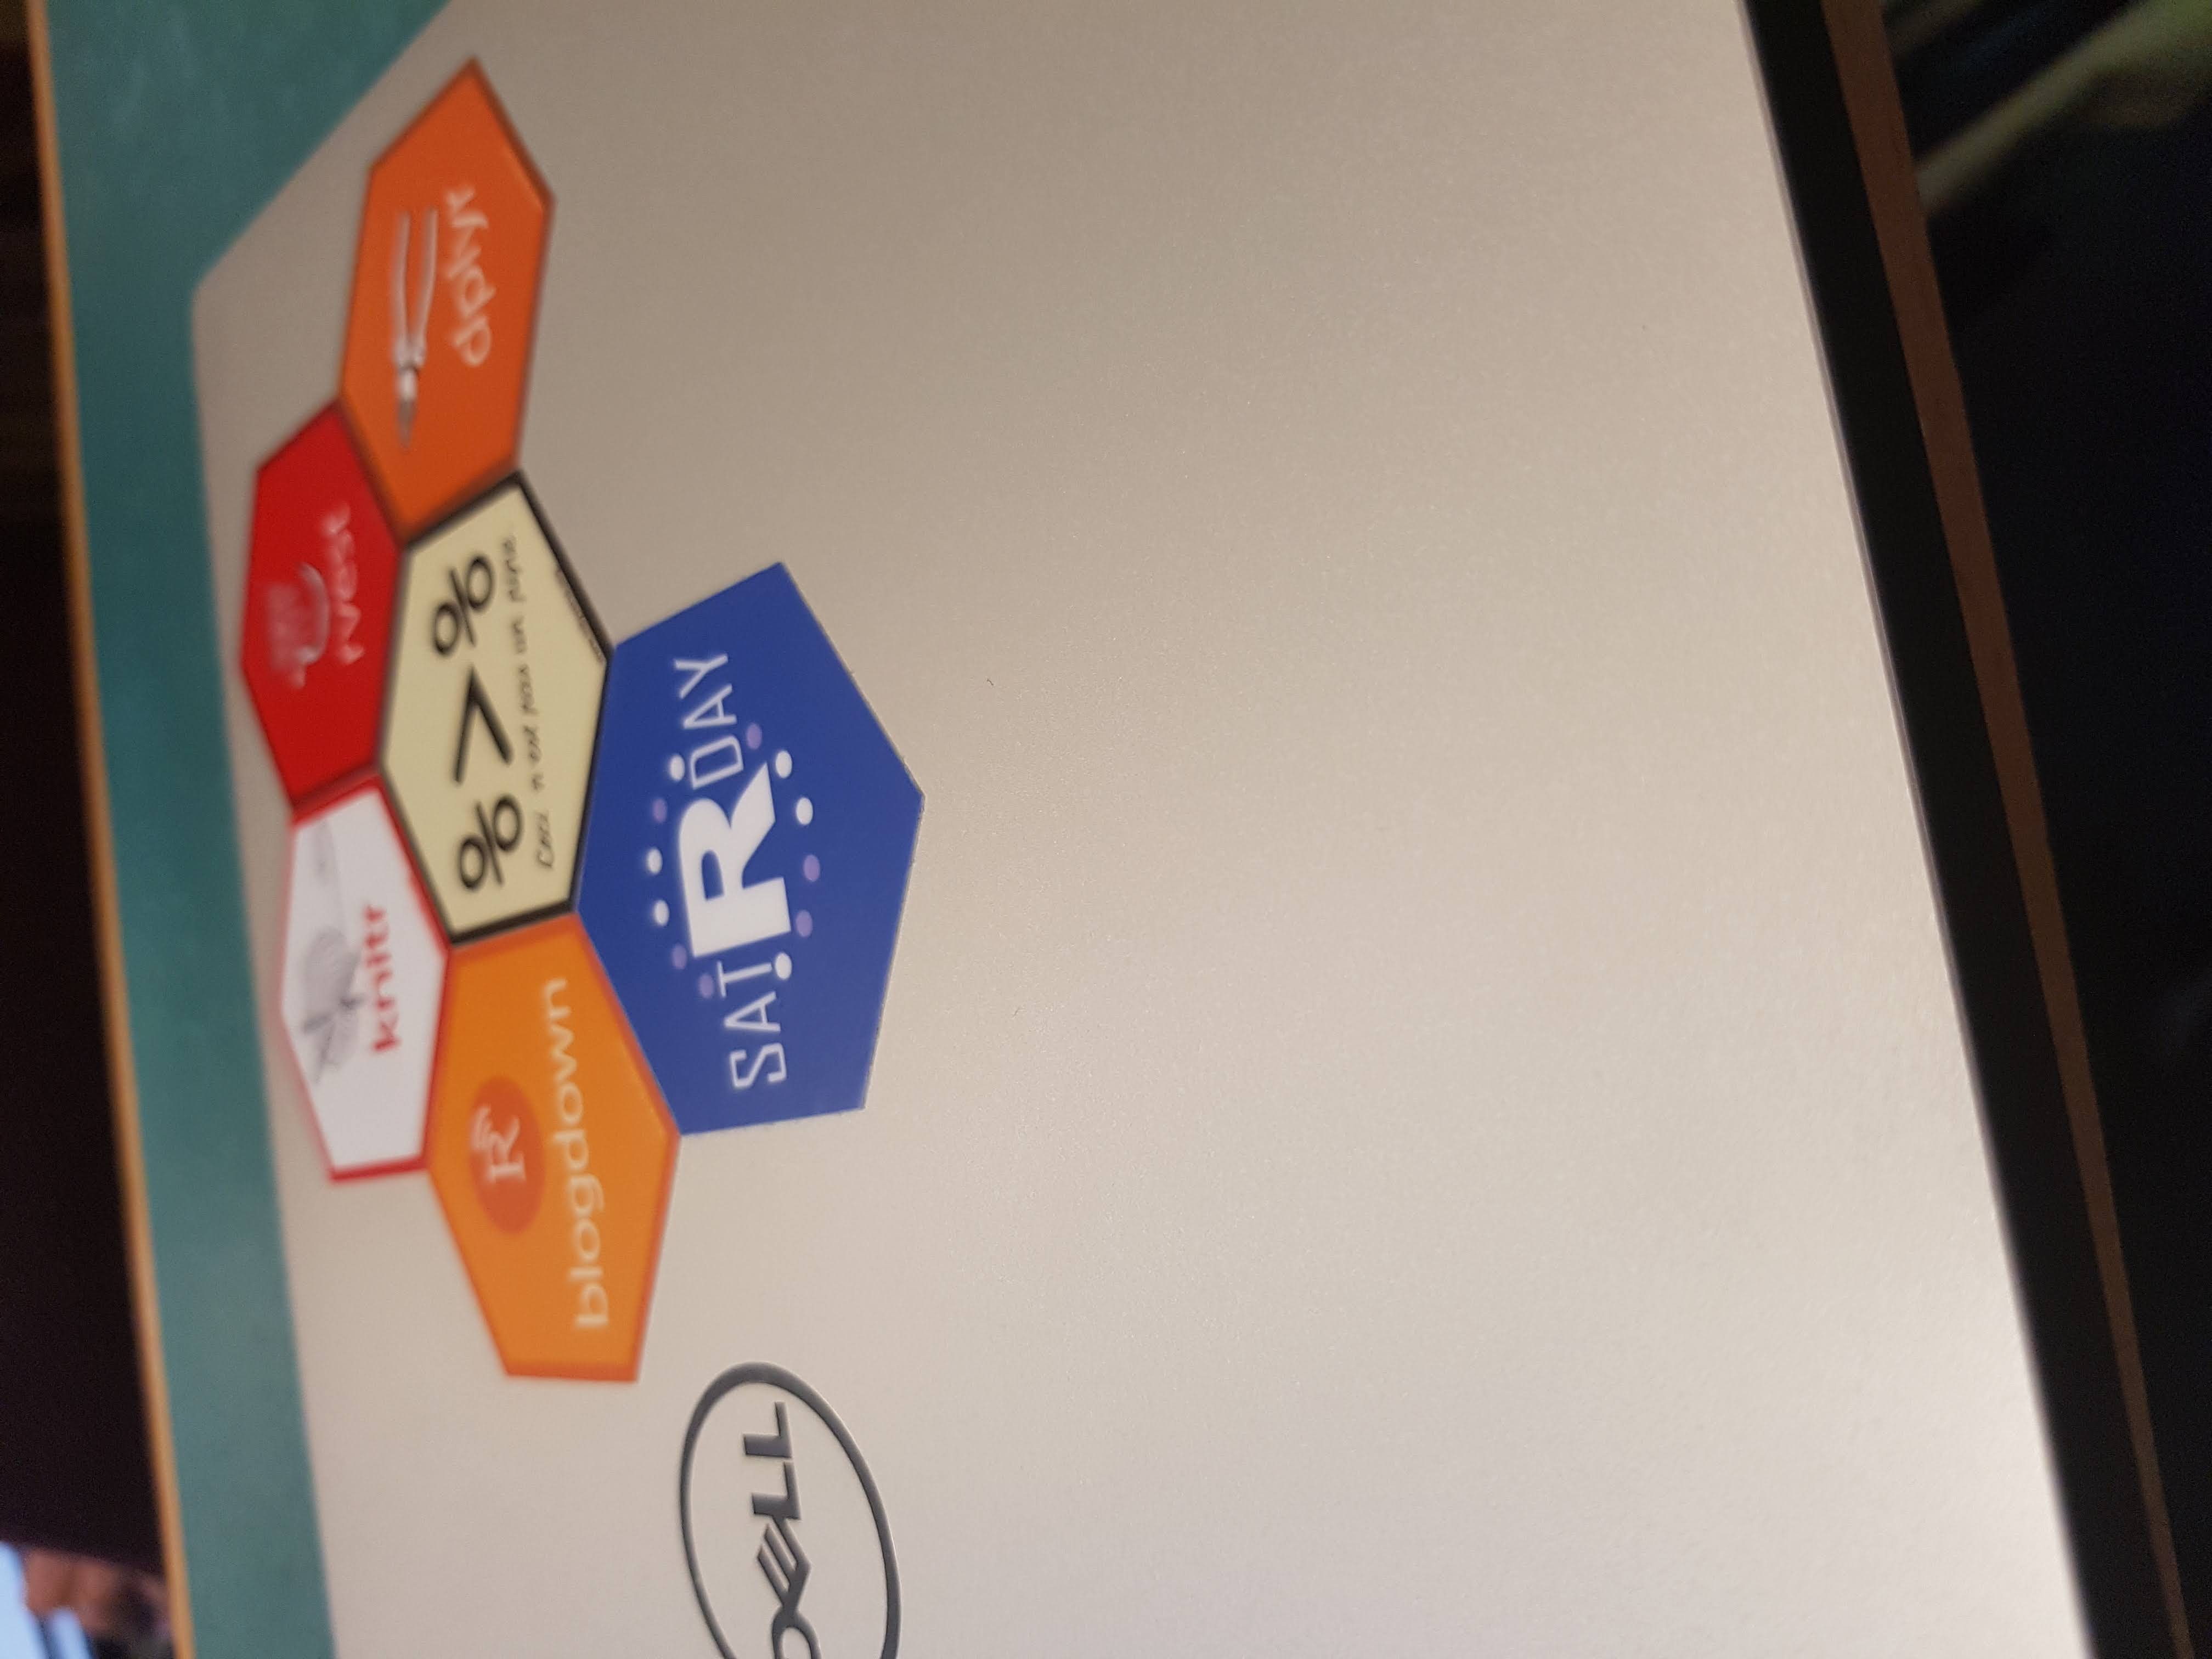 knitr
rvest
dplyr
R
blogdown
%>%
Ceci n'est pas un pipe.
SATRDAY
DELL